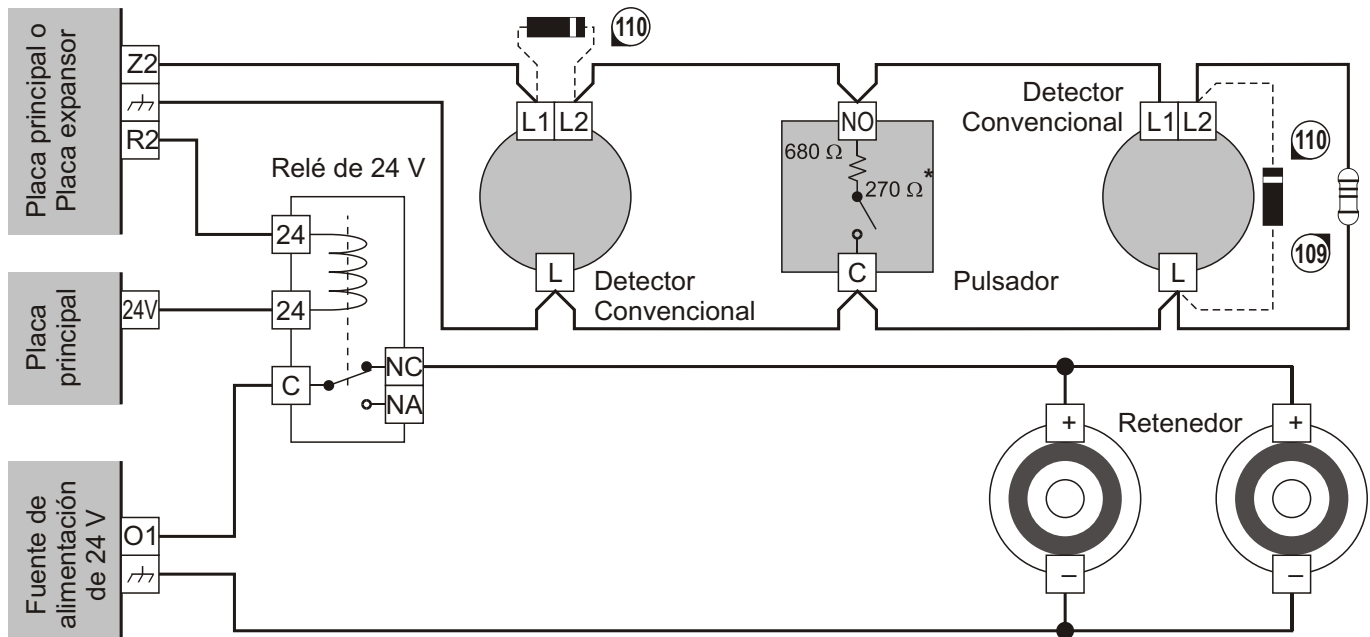 Placa principal o
Placa expansor
Z2
R2
110
L1 L2
L
Detector
Convencional
NO
680 Ω
270 Ω*
C
Pulsador
Detector
Convencional
L1 L2
L
110
109
Relé de 24 V
24
24
C
NC
NA
Placa
principal
24V
Fuente de
alimentación
de 24 V
O1
Retenedor
+
–
+
–